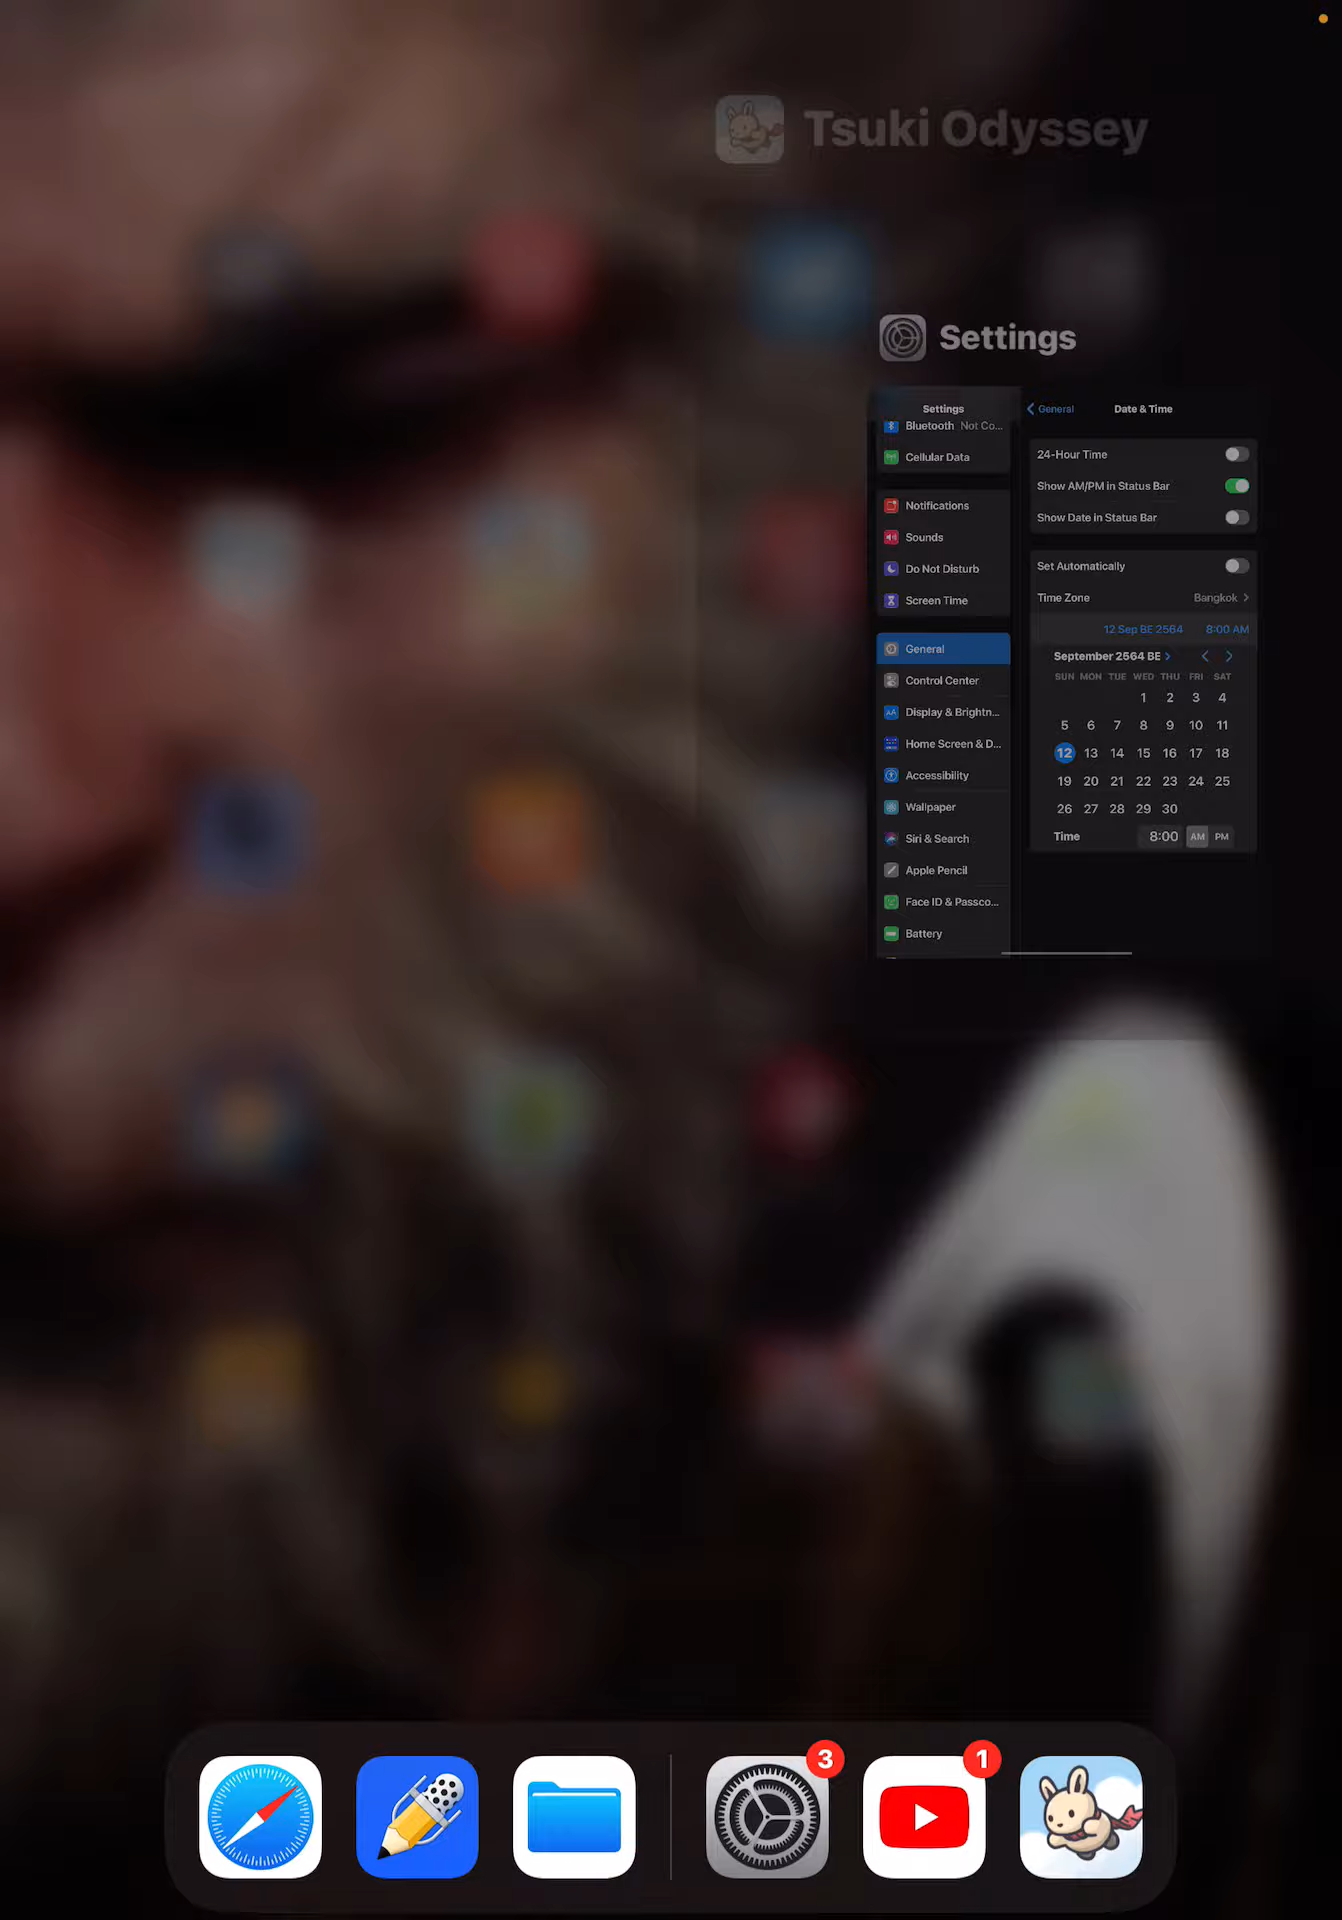 Tsuki Odyssey
Settings
Settings
Bluetooth Not Co...
Cellular Data
Notifications
Sounds
Do Not Disturb
Screen Time
General
Control Center
Display & Brightn...
Home Screen & D...
Accessibility
Wallpaper
Siri & Search
Apple Pencil
Face ID & Passco...
Battery
General Date & Time
24-Hour Time
Show AM/PM in Status Bar
Show Date in Status Bar
Set Automatically
Time Zone Bangkok
12 Sep BE 2564 8:00 AM
September 2564 BE
SUN MON TUE WED THU FRI SAT
1 2 3 4
5 6 7 8 9 10 11
12 13 14 15 16 17 18
19 20 21 22 23 24 25
26 27 28 29 30
Time 8:00 AM PM
3 1